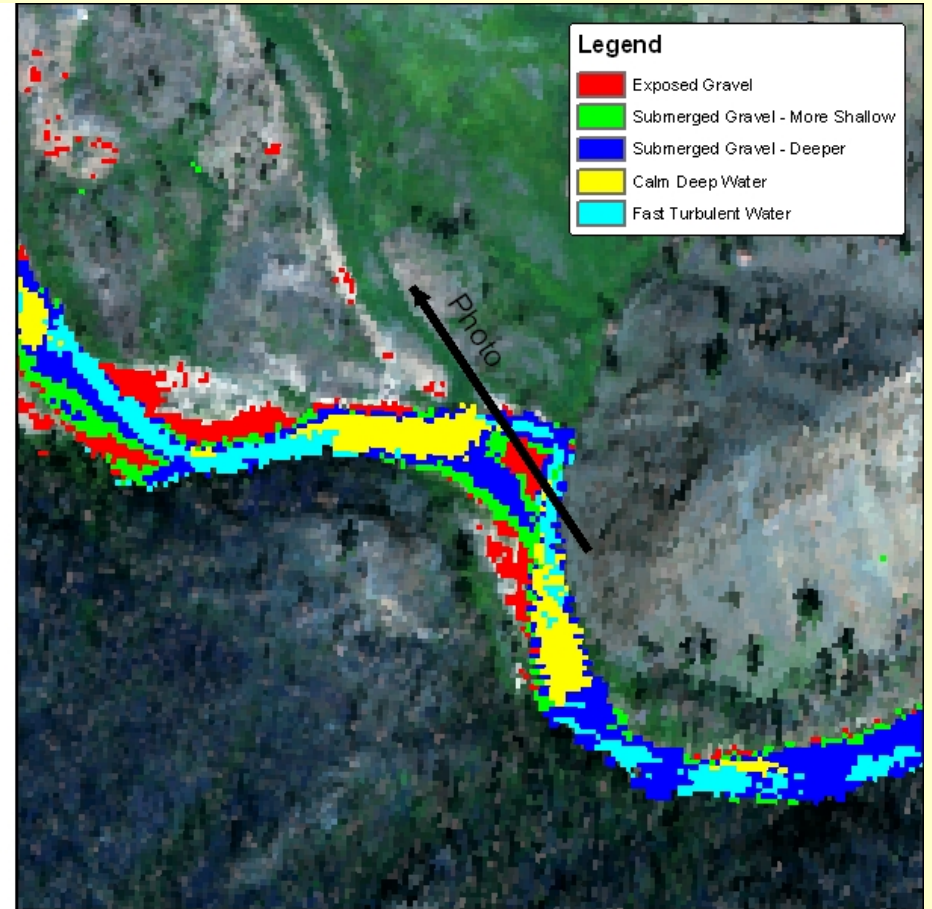 Legend
Exposed Gravel
Submerged Gravel - More Shallow
Submerged Gravel - Deeper
Calm Deep Water
Fast Turbulent Water
Photo